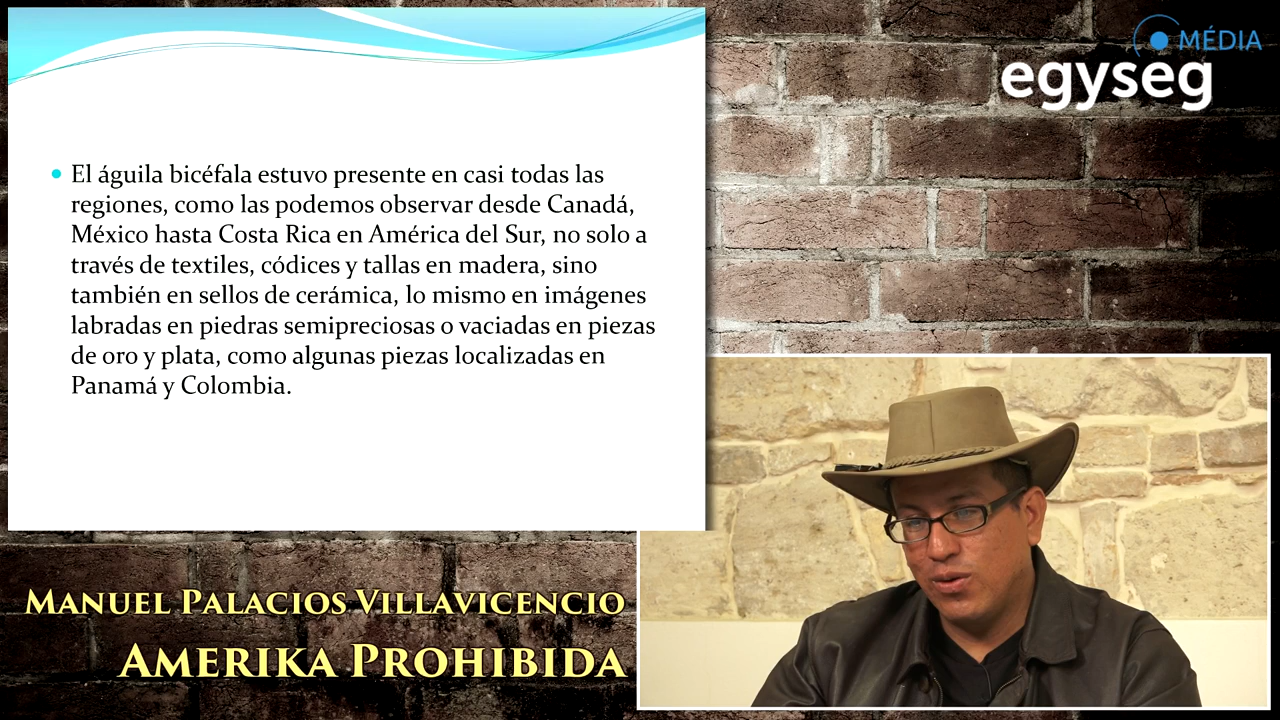 MÉDIA
egyseg
El águila bicéfala estuvo presente en casi todas las
regiones, como las podemos observar desde Canadá,
México hasta Costa Rica en América del Sur, no solo a
través de textiles, códices y tallas en madera, sino
también en sellos de cerámica, lo mismo en imágenes
labradas en piedras semipreciosas o vaciadas en piezas
de oro y plata, como algunas piezas localizadas en
Panamá y Colombia.
Manuel Palacios Villavicencio
Amerika Prohibida